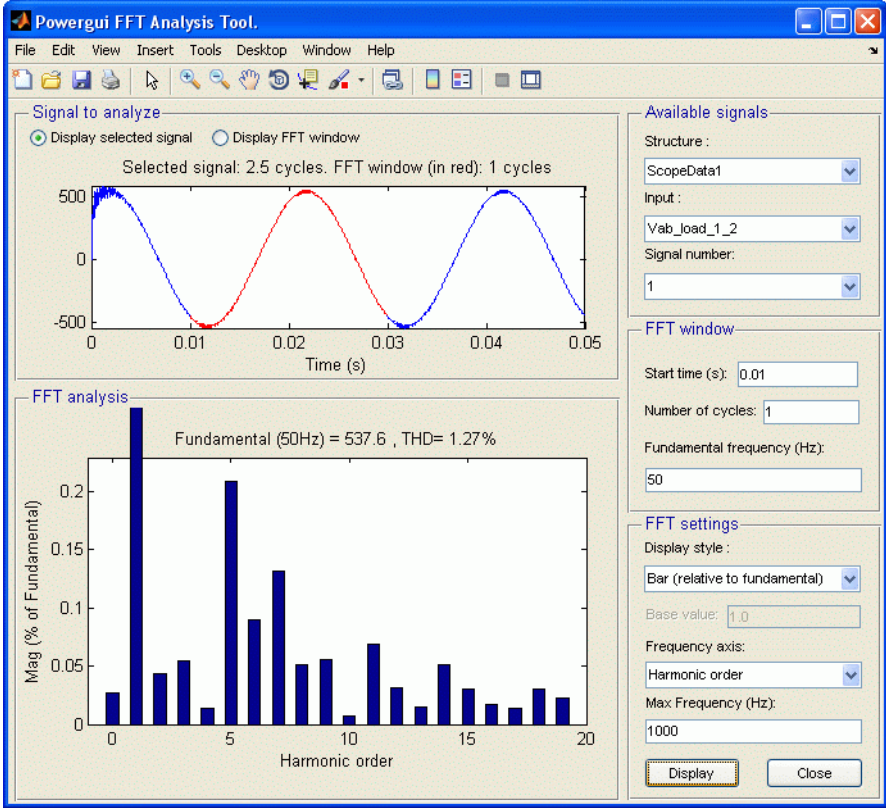 Powergui FFT Analysis Tool.
File Edit View Insert Tools Desktop Window Help
Signal to analyze
Display selected signal Display FFT window
Selected signal: 2.5 cycles. FFT window (in red): 1 cycles
500
0
-500
0 0.01 0.02 0.03 0.04 0.05
Time (s)
FFT analysis
Fundamental (50Hz) = 537.6 , THD= 1.27%
Mag (% of Fundamental)
0.2
0.15
0.1
0.05
0
0 5 10 15 20
Harmonic order
Available signals
Structure :
ScopeData1
Input :
Vab_load_1_2
Signal number:
1
FFT window
Start time (s): 0.01
Number of cycles: 1
Fundamental frequency (Hz):
50
FFT settings
Display style :
Bar (relative to fundamental)
Base value: 1.0
Frequency axis:
Harmonic order
Max Frequency (Hz):
1000
Display Close